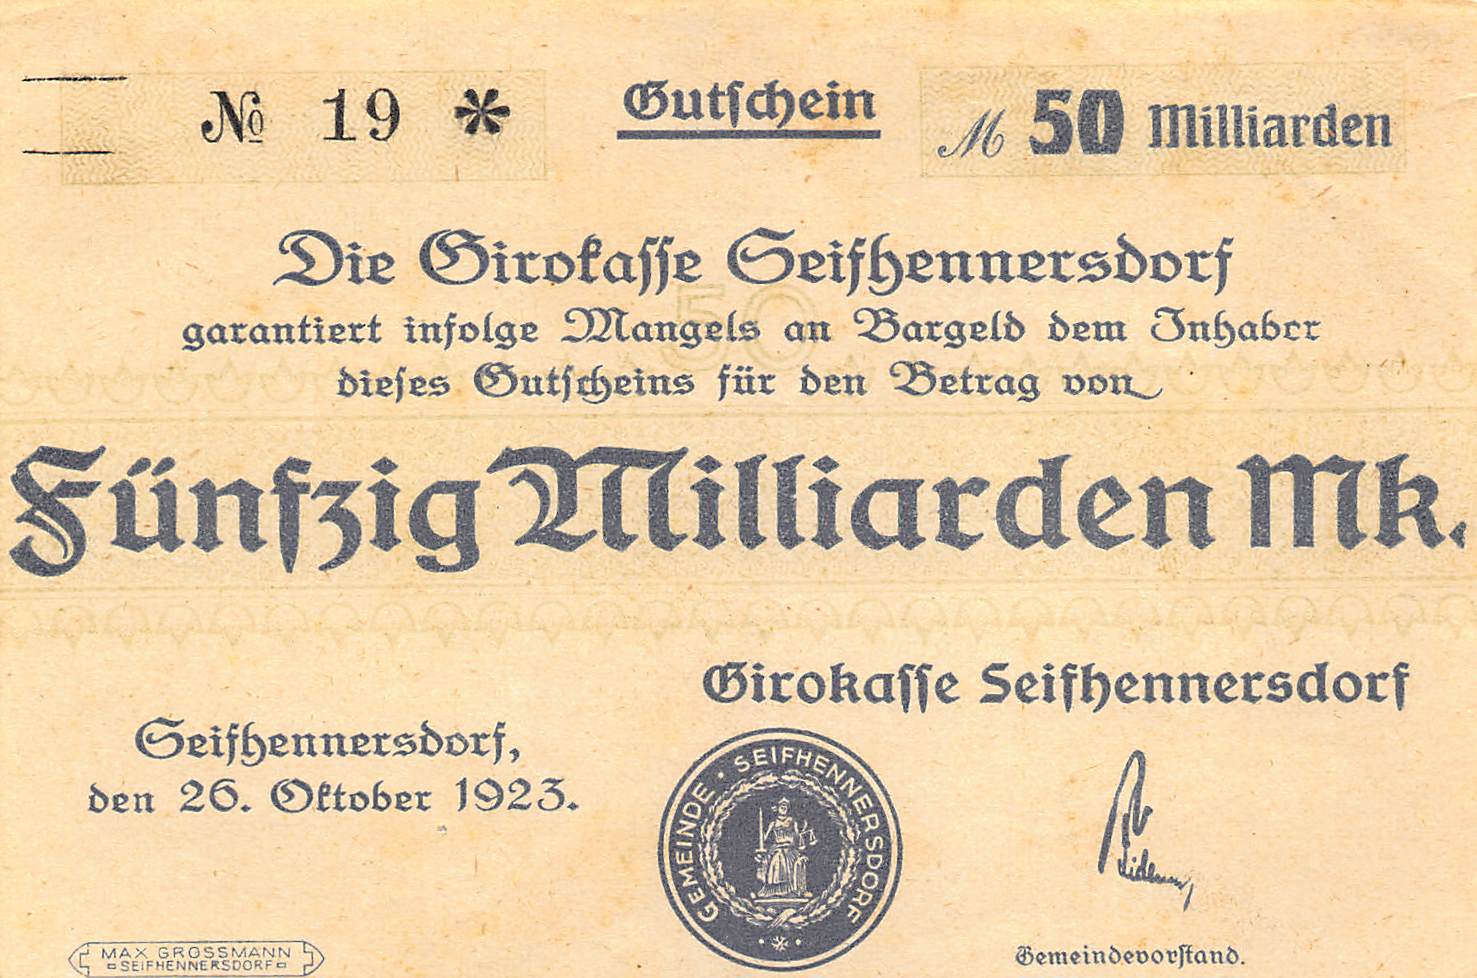 № 19 *
Gutschein
M 50 Milliarden
Die Girokasse Seifhennersdorf
garantiert infolge Mangels an Bargeld dem Inhaber
dieses Gutscheins für den Betrag von
50
Fünfzig Milliarden Mk.
Girokasse Seifhennersdorf
Seifhennersdorf,
den 26. Oktober 1923.
GEMEINDE · SEIFHENNERSDORF
Gemeindevorstand.
MAX GROSSMANN
SEIFHENNERSDORF